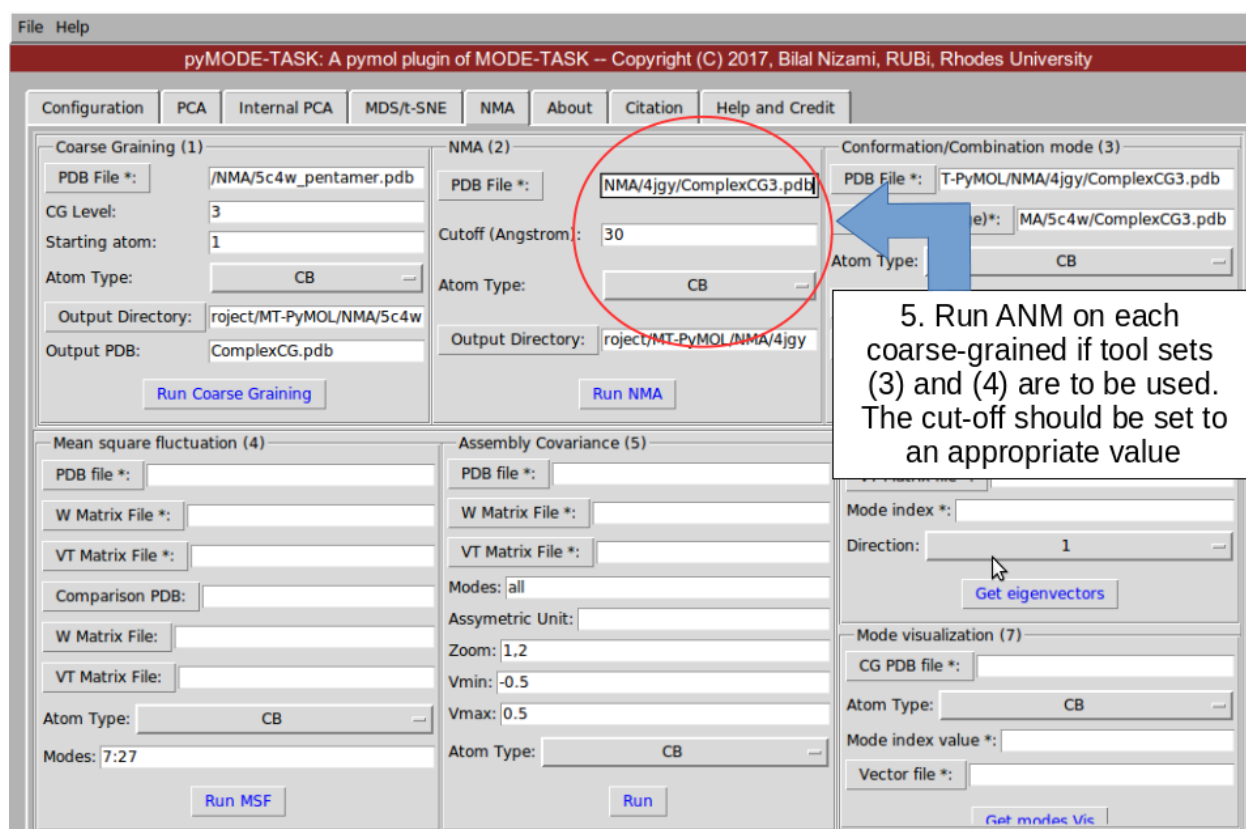 File Help
pyMODE-TASK: A pymol plugin of MODE-TASK -- Copyright (C) 2017, Bilal Nizami, RUBi, Rhodes University
Configuration PCA Internal PCA MDS/t-SNE NMA About Citation Help and Credit
Coarse Graining (1)
PDB File *: /NMA/5c4w_pentamer.pdb
CG Level: 3
Starting atom: 1
Atom Type: CB
Output Directory: roject/MT-PyMOL/NMA/5c4w
Output PDB: ComplexCG.pdb
Run Coarse Graining
NMA (2)
PDB File *: NMA/4jgy/ComplexCG3.pdb
Cutoff (Angstrom): 30
Atom Type: CB
Output Directory: roject/MT-PyMOL/NMA/4jgy
Run NMA
Conformation/Combination mode (3)
PDB File *: T-PyMOL/NMA/4jgy/ComplexCG3.pdb
)*: MA/5c4w/ComplexCG3.pdb
Atom Type: CB
5. Run ANM on each
coarse-grained if tool sets
(3) and (4) are to be used.
The cut-off should be set to
an appropriate value
Mean square fluctuation (4)
PDB file *:
W Matrix File *:
VT Matrix File *:
Comparison PDB:
W Matrix File:
VT Matrix File:
Atom Type: CB
Modes: 7:27
Run MSF
Assembly Covariance (5)
PDB file *:
W Matrix File *:
VT Matrix File *:
Modes: all
Assymetric Unit:
Zoom: 1,2
Vmin: -0.5
Vmax: 0.5
Atom Type: CB
Run
Mode index *:
Direction: 1
Get eigenvectors
Mode visualization (7)
CG PDB file *:
Atom Type: CB
Mode index value *:
Vector file *:
Get modes Vis